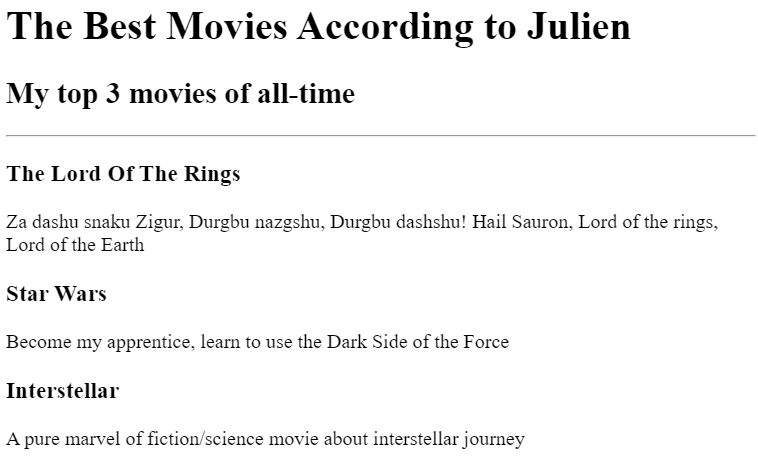 The Best Movies According to Julien
My top 3 movies of all-time
The Lord Of The Rings
Za dashu snaku Zigur, Durgbu nazgshu, Durgbu dashshu! Hail Sauron, Lord of the rings,
Lord of the Earth
Star Wars
Become my apprentice, learn to use the Dark Side of the Force
Interstellar
A pure marvel of fiction/science movie about interstellar journey